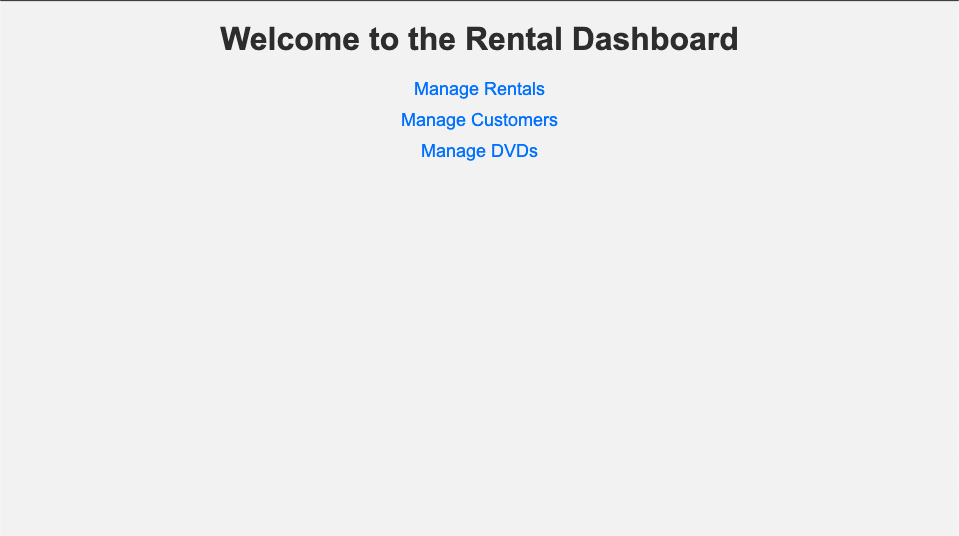 Welcome to the Rental Dashboard
Manage Rentals
Manage Customers
Manage DVDs